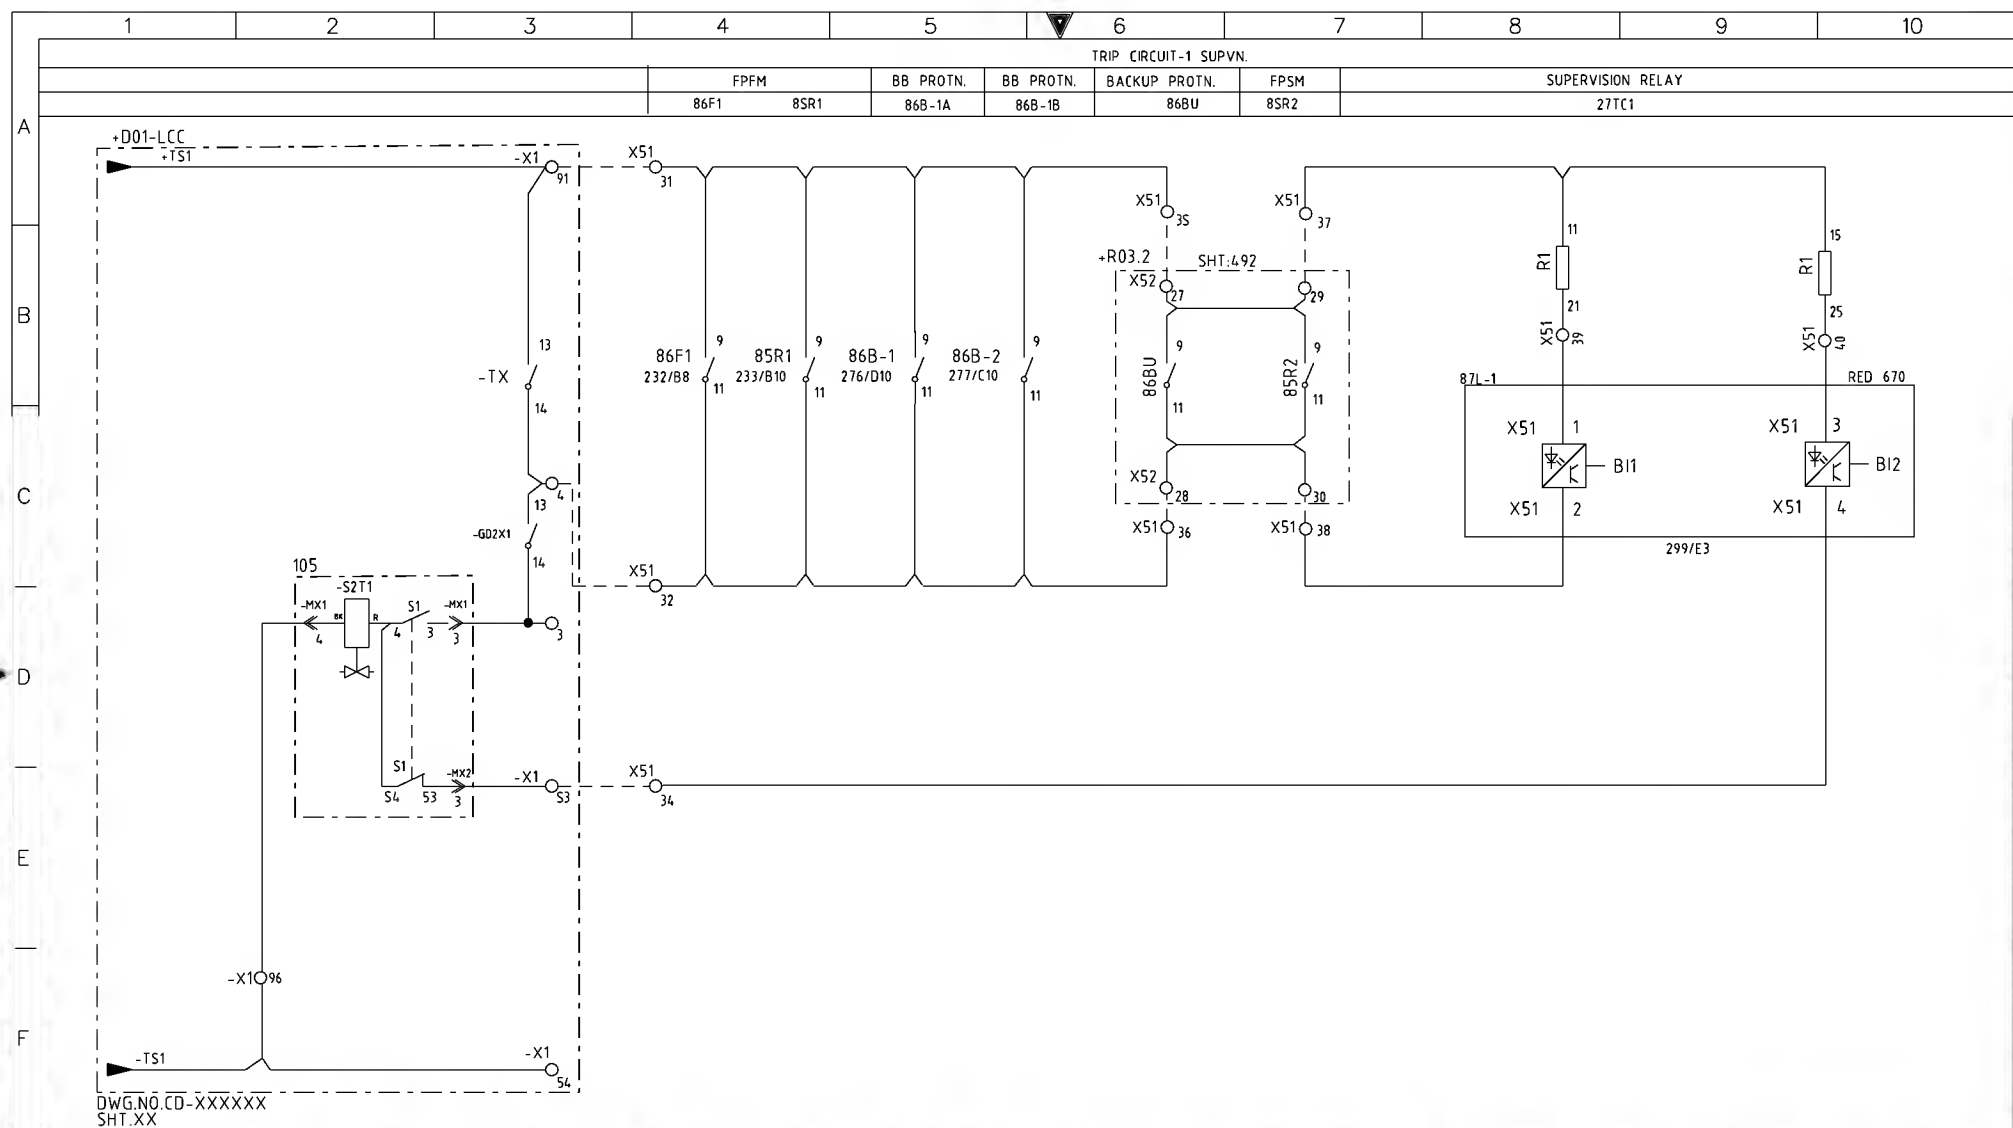 1 2 3 4 5 6 7 8 9 10
TRIP CIRCUIT-1 SUPVN.
FPFM BB PROTN. BB PROTN. BACKUP PROTN. FPSM SUPERVISION RELAY
86F1 8SR1 86B-1A 86B-1B 86BU 8SR2 27TC1
A
+D01-LCC
+TS1
-X1
91
X51
31
X51
3S
X51
37
11
15
+R03.2
SHT:492
X52
27
29
R1
R1
B
21
25
X51
39
X51
40
13
-TX
14
86F1
232/B8
9
11
85R1
233/B10
9
11
86B-1
276/D10
9
11
86B-2
277/C10
9
11
86BU
9
11
85R2
9
11
87L-1
RED 670
X51
1
BI1
X51
2
X51
3
BI2
X51
4
299/E3
C
4
13
-GD2X1
14
X52
28
30
X51
36
X51
38
105
-S2T1
X51
32
-MX1
4
BK
R
S1
4
3
-MX1
3
3
D
S1
S4
53
-MX2
3
-X1
S3
X51
34
E
-X1
96
F
-TS1
-X1
54
DWG.NO.CD-XXXXXX
SHT.XX